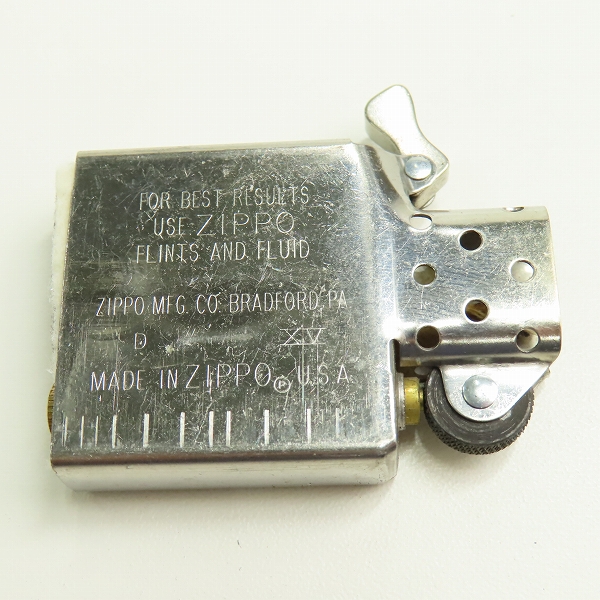 FOR BEST RESULTS
USE ZIPPO
FLINTS AND FLUID
ZIPPO MFG. CO. BRADFORD, PA
D XV
MADE IN ZIPPO Ⓟ U.S.A